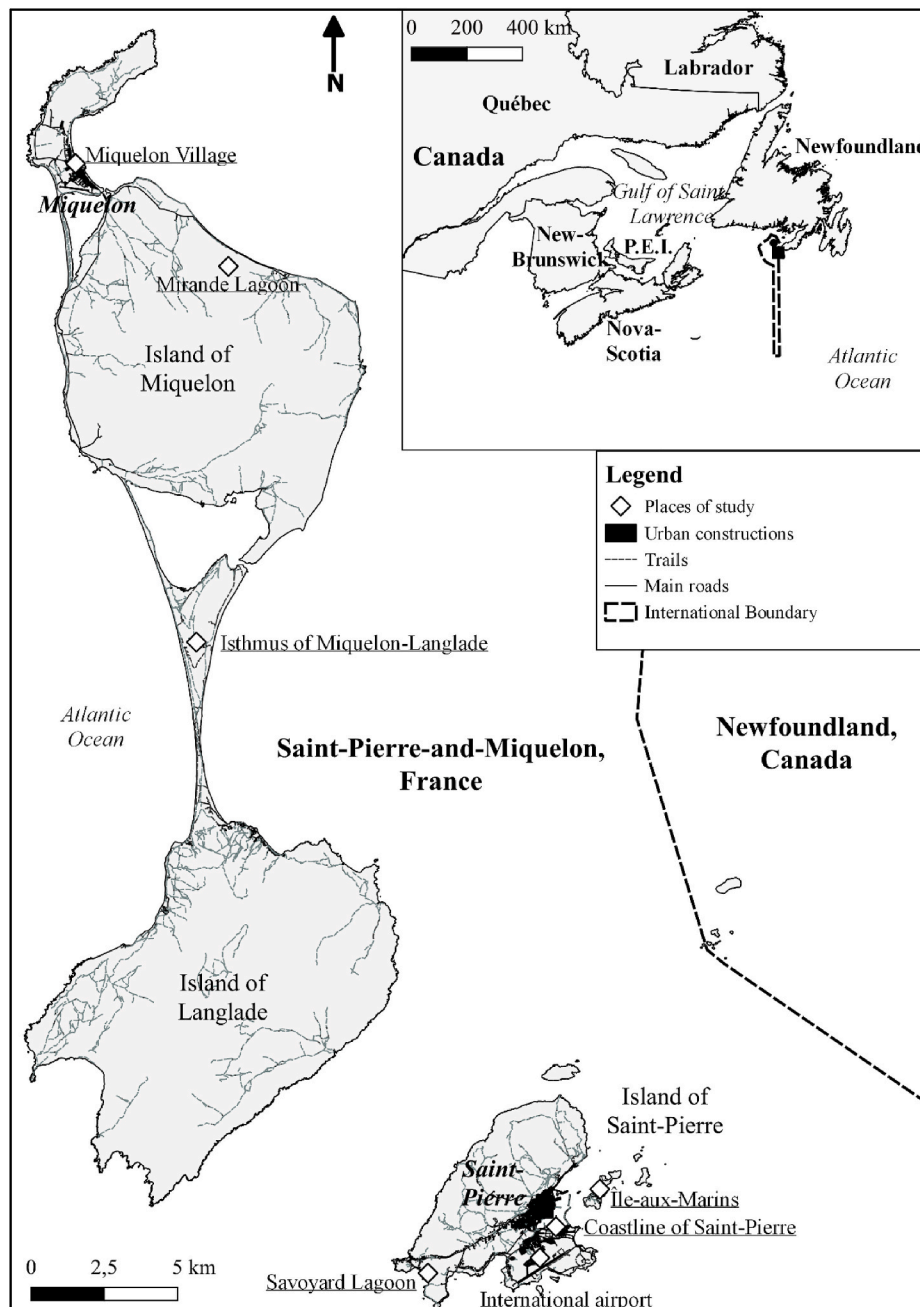 0 200 400 km
Labrador
Québec
Newfoundland
Canada
Gulf of Saint
Lawrence
New-
Brunswick
P.E.I.
Nova-
Scotia
Atlantic
Ocean
N
Miquelon Village
Miquelon
Mirande Lagoon
Island of
Miquelon
Legend
Places of study
Urban constructions
Trails
Main roads
International Boundary
Isthmus of Miquelon-Langlade
Atlantic
Ocean
Saint-Pierre-and-Miquelon,
France
Newfoundland,
Canada
Island of
Langlade
Island of
Saint-Pierre
Saint-
Pierre
Île-aux-Marins
Coastline of Saint-Pierre
Savoyard Lagoon
International airport
0 2,5 5 km